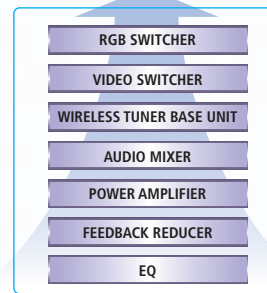 RGB SWITCHER
VIDEO SWITCHER
WIRELESS TUNER BASE UNIT
AUDIO MIXER
POWER AMPLIFIER
FEEDBACK REDUCER
EQ